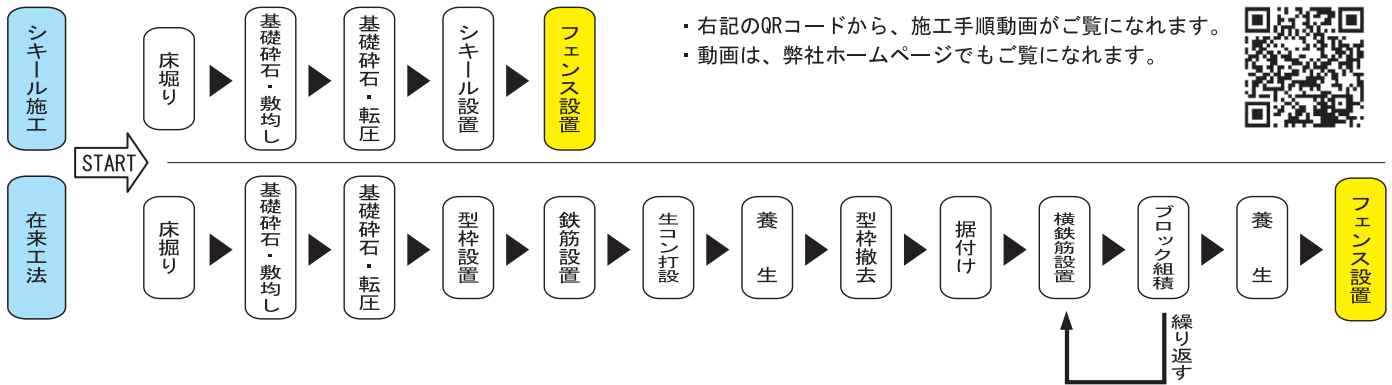 シキール施工
床堀り
基礎砕石・敷均し
基礎砕石・転圧
シキール設置
フェンス設置
・右記のQRコードから、施工手順動画がご覧になれます。
・動画は、弊社ホームページでもご覧になれます。
START
在来工法
床掘り
基礎砕石・敷均し
基礎砕石・転圧
型枠設置
鉄筋設置
生コン打設
養生
型枠撤去
据付け
横鉄筋設置
ブロック組積
養生
フェンス設置
繰り返す